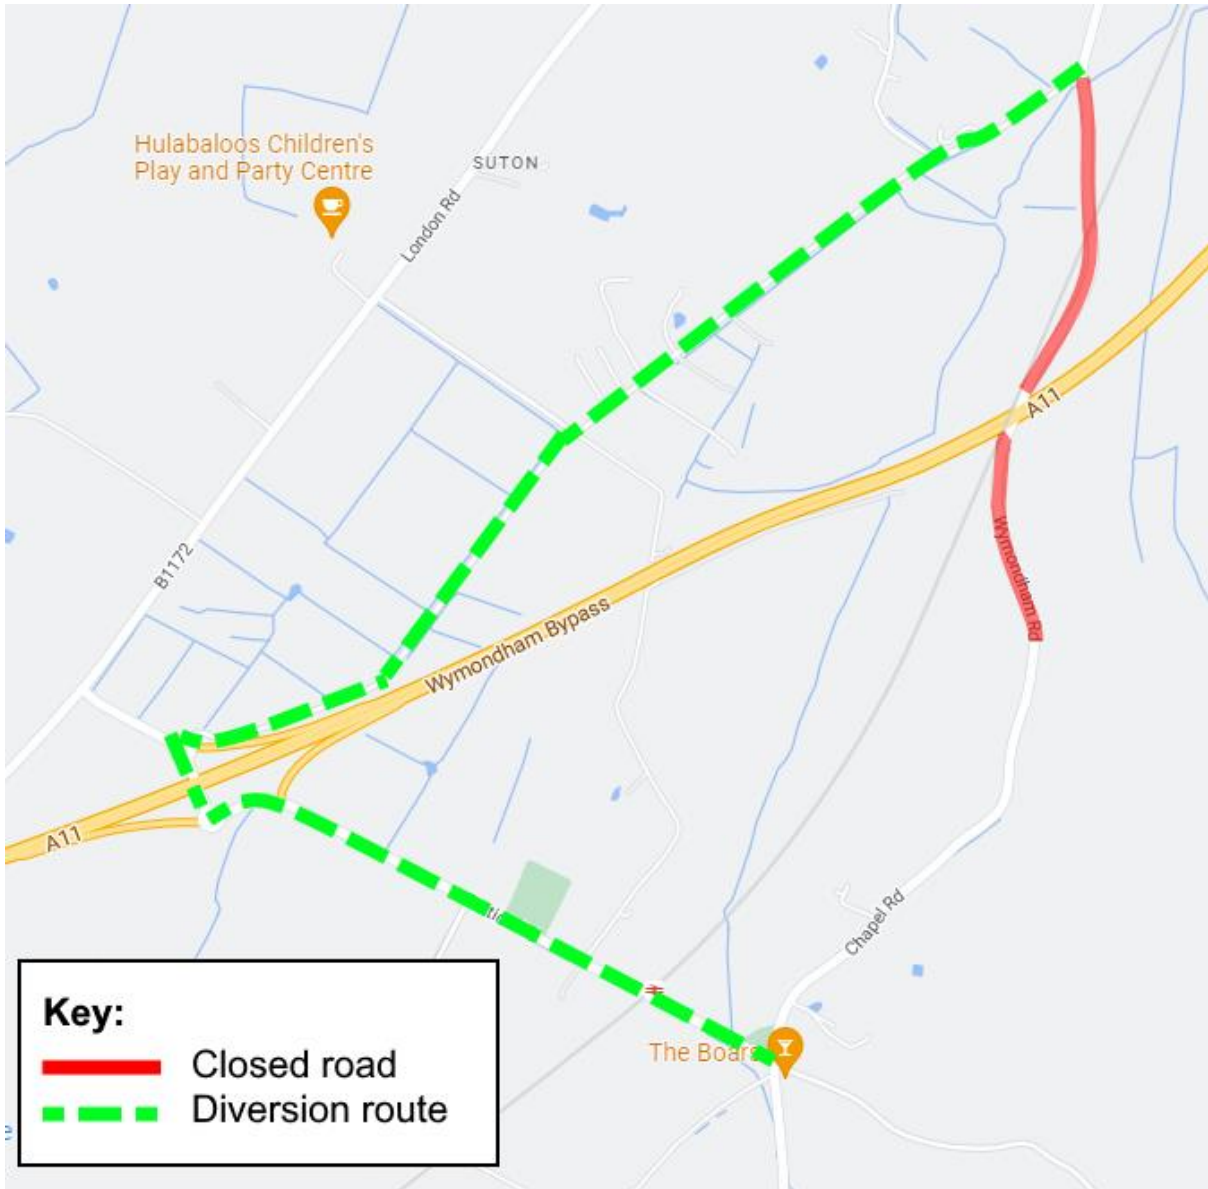 Hulabaloos Children's
Play and Party Centre
SUTON
London Rd
A11
B1172
Wymondham Rd
Wymondham Bypass
A11
Chapel Rd
The Boars
Key:
Closed road
Diversion route